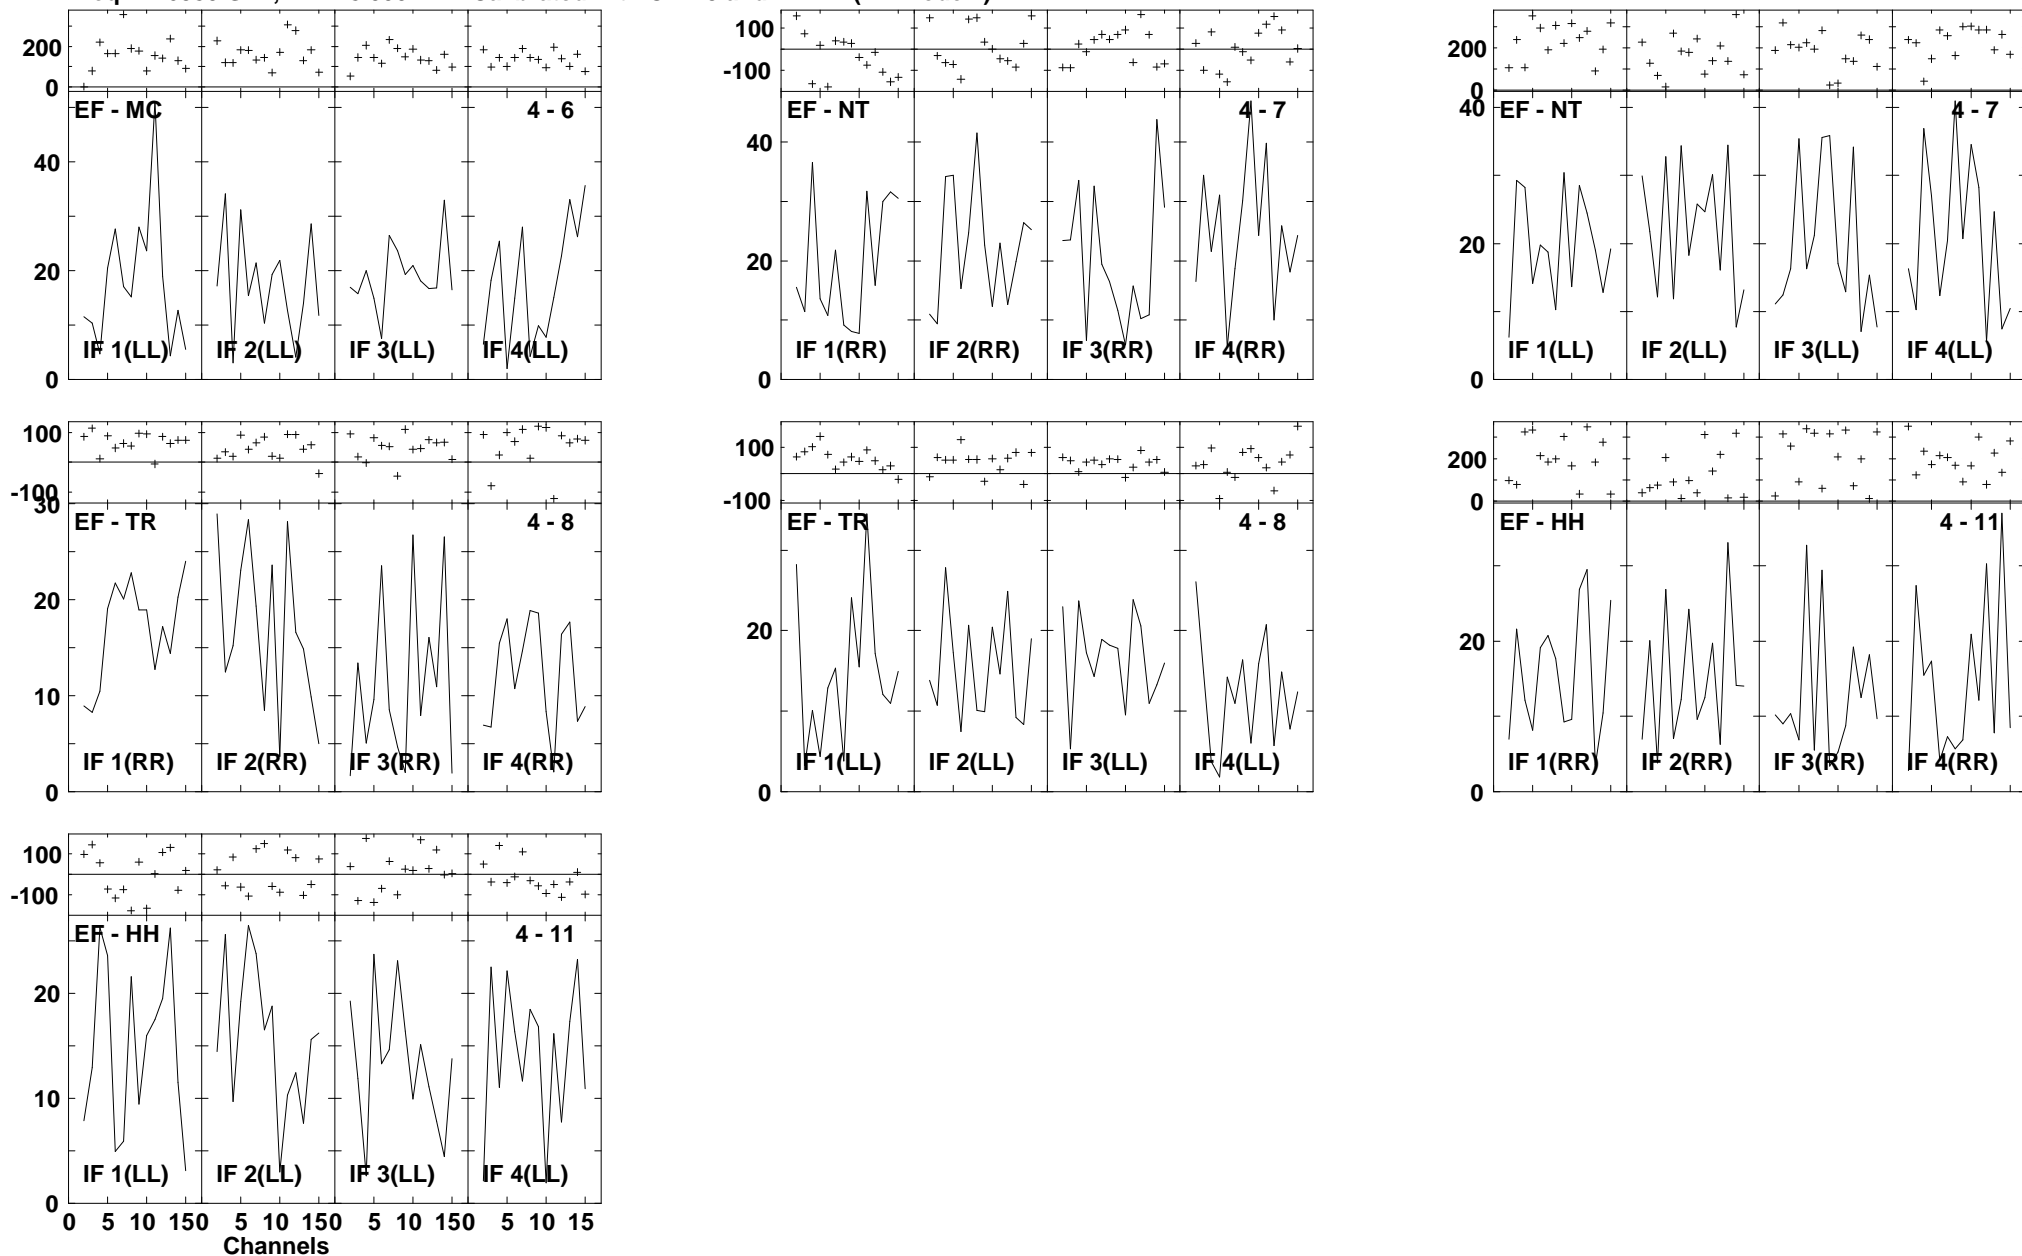 200
0
EF - MC
4 - 6
40
20
0
IF 1(LL)
IF 2(LL)
IF 3(LL)
IF 4(LL)
100
-100
EF - NT
4 - 7
40
20
0
IF 1(RR)
IF 2(RR)
IF 3(RR)
IF 4(RR)
200
0
40
EF - NT
4 - 7
20
0
IF 1(LL)
IF 2(LL)
IF 3(LL)
IF 4(LL)
100
-100
30
EF - TR
4 - 8
20
10
0
IF 1(RR)
IF 2(RR)
IF 3(RR)
IF 4(RR)
100
-100
EF - TR
4 - 8
20
0
IF 1(LL)
IF 2(LL)
IF 3(LL)
IF 4(LL)
200
0
EF - HH
4 - 11
20
0
IF 1(RR)
IF 2(RR)
IF 3(RR)
IF 4(RR)
100
-100
EF - HH
4 - 11
20
10
0
IF 1(LL)
IF 2(LL)
IF 3(LL)
IF 4(LL)
0 5 10 150 5 10 150 5 10 150 5 10 15
Channels